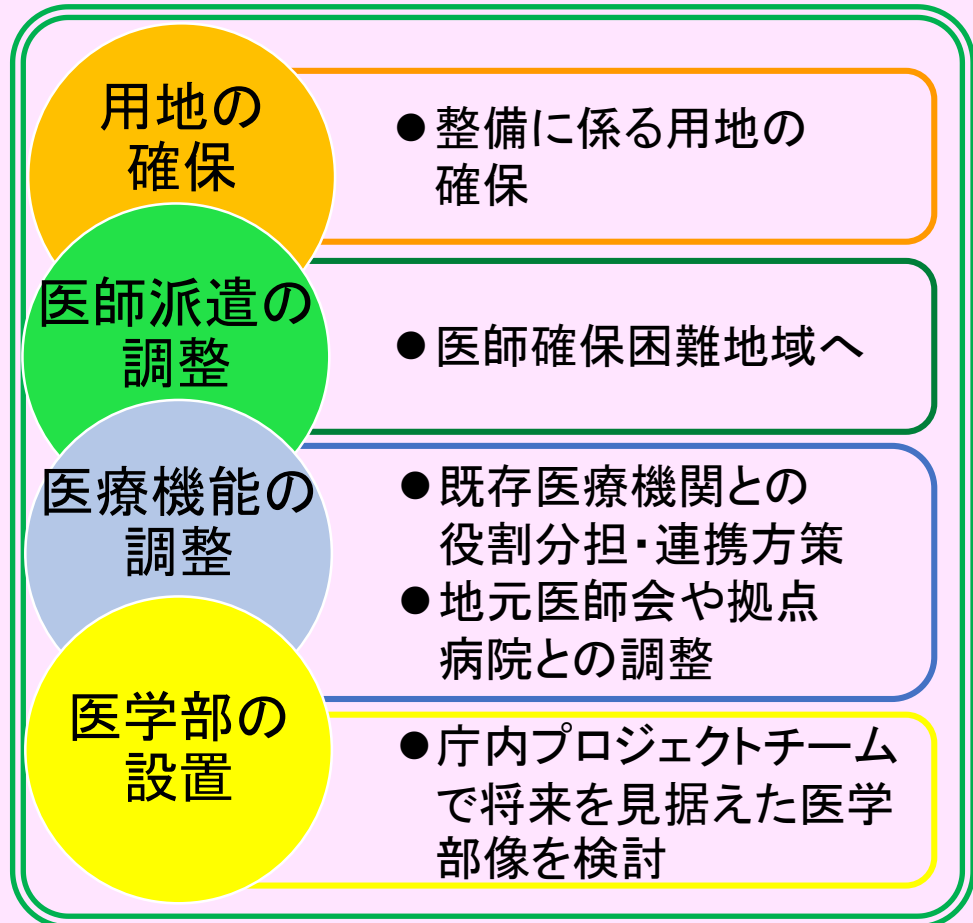 用地の
確保
●整備に係る用地の
確保
医師派遣の
調整
●医師確保困難地域へ
医療機能の
調整
●既存医療機関との
役割分担・連携方策
●地元医師会や拠点
病院との調整
医学部の
設置
●庁内プロジェクトチーム
で将来を見据えた医学
部像を検討